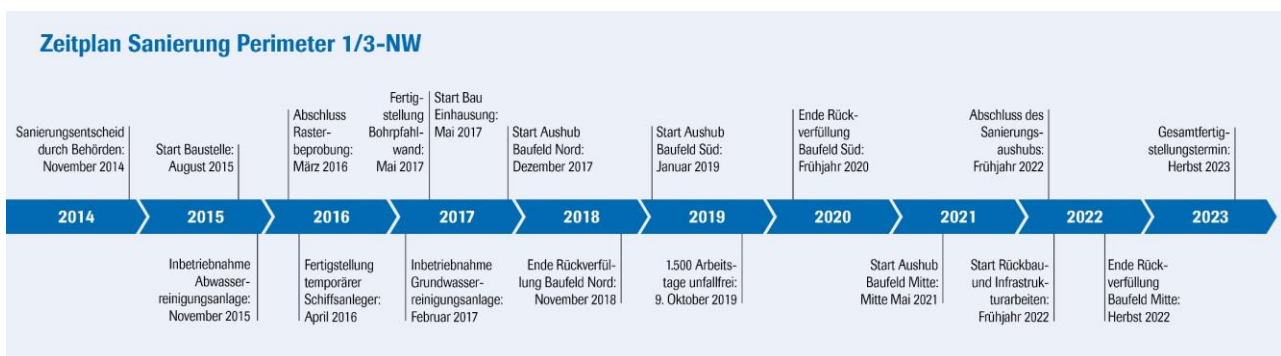 Zeitplan Sanierung Perimeter 1/3-NW
Sanierungsentscheid
durch Behörden:
November 2014
Start Baustelle:
August 2015
Abschluss
Raster-
beprobung:
März 2016
Fertig-
stellung
Bohrpfahl-
wand:
Mai 2017
Start Bau
Einhausung:
Mai 2017
Start Aushub
Baufeld Nord:
Dezember 2017
Start Aushub
Baufeld Süd:
Januar 2019
Ende Rück-
verfüllung
Baufeld Süd:
Frühjahr 2020
Abschluss des
Sanierungs-
aushubs:
Frühjahr 2022
Gesamtfertig-
stellungstermin:
Herbst 2023
2014
2015
2016
2017
2018
2019
2020
2021
2022
2023
Inbetriebnahme
Abwasser-
reinigungsanlage:
November 2015
Fertigstellung
temporärer
Schiffsanleger:
April 2016
Inbetriebnahme
Grundwasser-
reinigungsanlage:
Februar 2017
Ende Rückverfül-
lung Baufeld Nord:
November 2018
1.500 Arbeits-
tage unfallfrei:
9. Oktober 2019
Start Aushub
Baufeld Mitte:
Mitte Mai 2021
Start Rückbau-
und Infrastruk-
turarbeiten:
Frühjahr 2022
Ende Rück-
verfüllung
Baufeld Mitte:
Herbst 2022